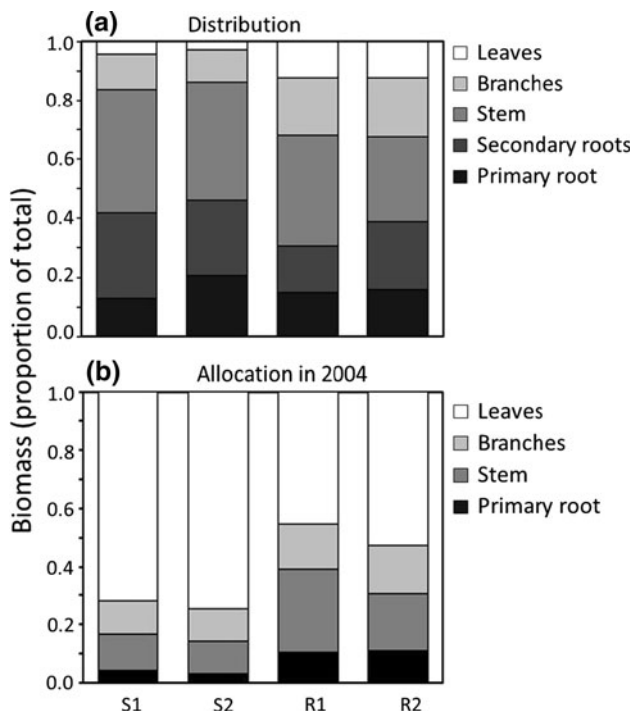 (a) Distribution
1.0
0.8
0.6
0.4
0.2
0.0
Leaves
Branches
Stem
Secondary roots
Primary root
Biomass (proportion of total)
(b) Allocation in 2004
1.0
0.8
0.6
0.4
0.2
0.0
Leaves
Branches
Stem
Primary root
S1 S2 R1 R2